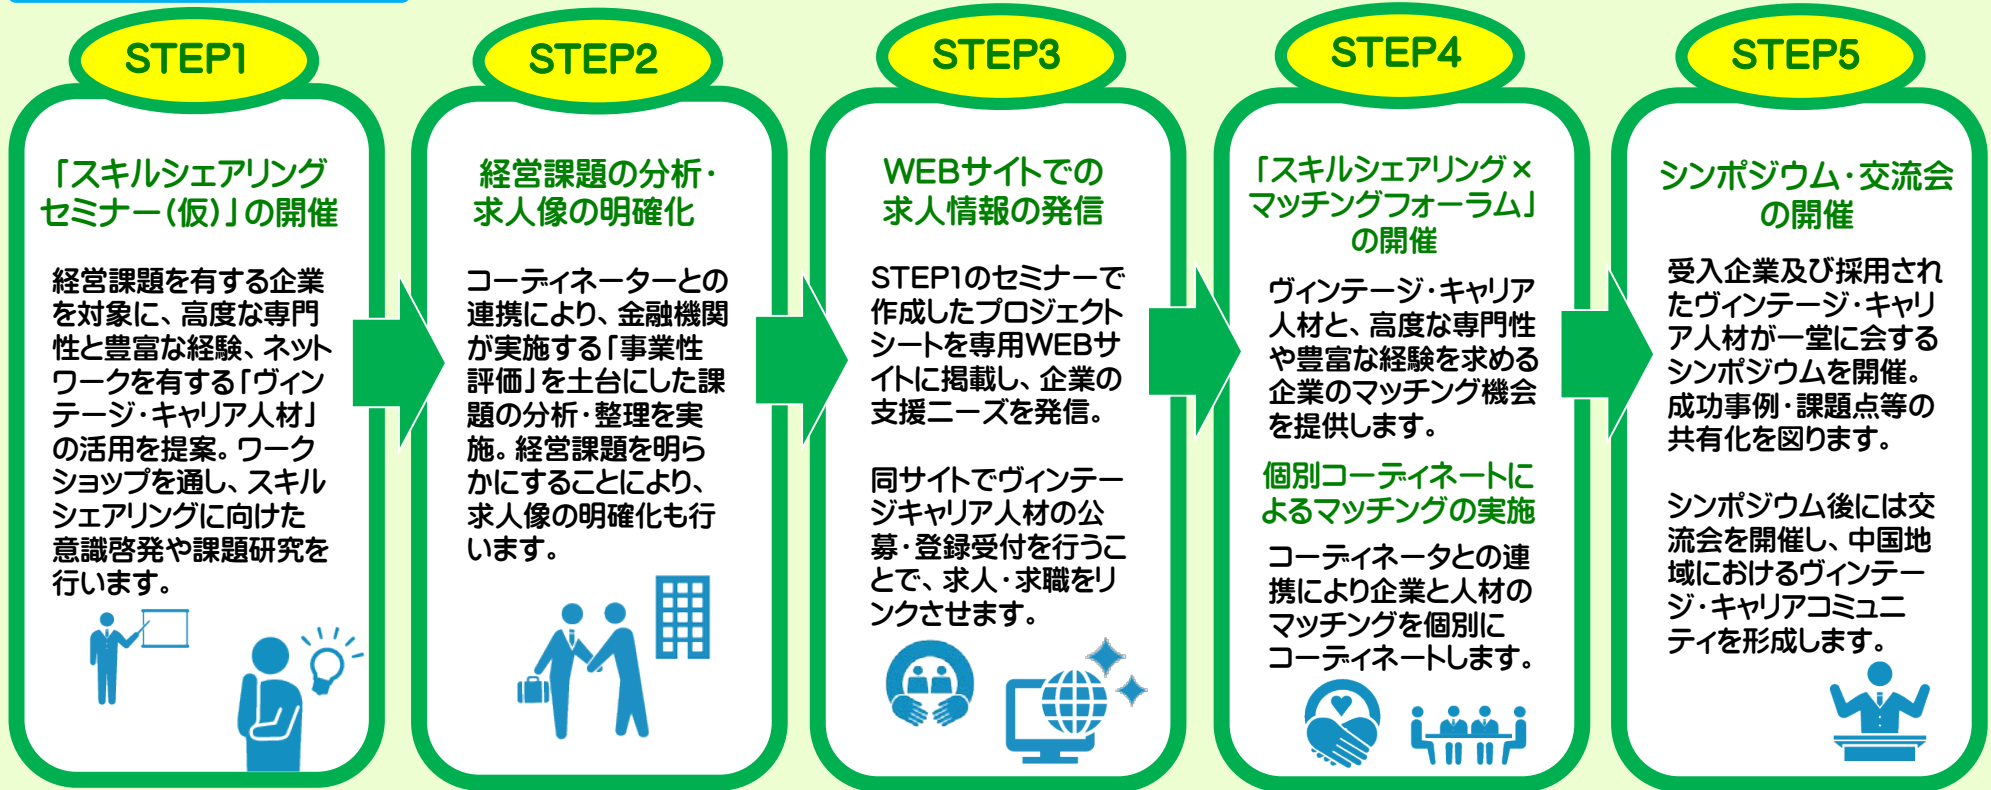 STEP1
「スキルシェアリング
セミナー(仮)」の開催
経営課題を有する企業
を対象に、高度な専門
性と豊富な経験、ネット
ワークを有する「ヴィン
テージ・キャリア人材」
の活用を提案。ワーク
ショップを通し、スキル
シェアリングに向けた
意識啓発や課題研究を
行います。
STEP2
経営課題の分析・
求人像の明確化
コーディネーターとの
連携により、金融機関
が実施する「事業性
評価」を土台にした課
題の分析・整理を実
施。経営課題を明ら
かにすることにより、
求人像の明確化も行
います。
STEP3
WEBサイトでの
求人情報の発信
STEP1のセミナーで
作成したプロジェクト
シートを専用WEBサ
イトに掲載し、企業の
支援ニーズを発信。
同サイトでヴィンテー
ジキャリア人材の公
募・登録受付を行うこ
とで、求人・求職をリ
ンクさせます。
STEP4
「スキルシェアリング×
マッチングフォーラム」
の開催
ヴィンテージ・キャリア
人材と、高度な専門性
や豊富な経験を求める
企業のマッチング機会
を提供します。
個別コーディネートに
よるマッチングの実施
コーディネータとの連
携により企業と人材の
マッチングを個別に
コーディネートします。
STEP5
シンポジウム・交流会
の開催
受入企業及び採用され
たヴィンテージ・キャリ
ア人材が一堂に会する
シンポジウムを開催。
成功事例・課題点等の
共有化を図ります。
シンポジウム後には交
流会を開催し、中国地
域におけるヴィンテー
ジ・キャリアコミュニ
ティを形成します。